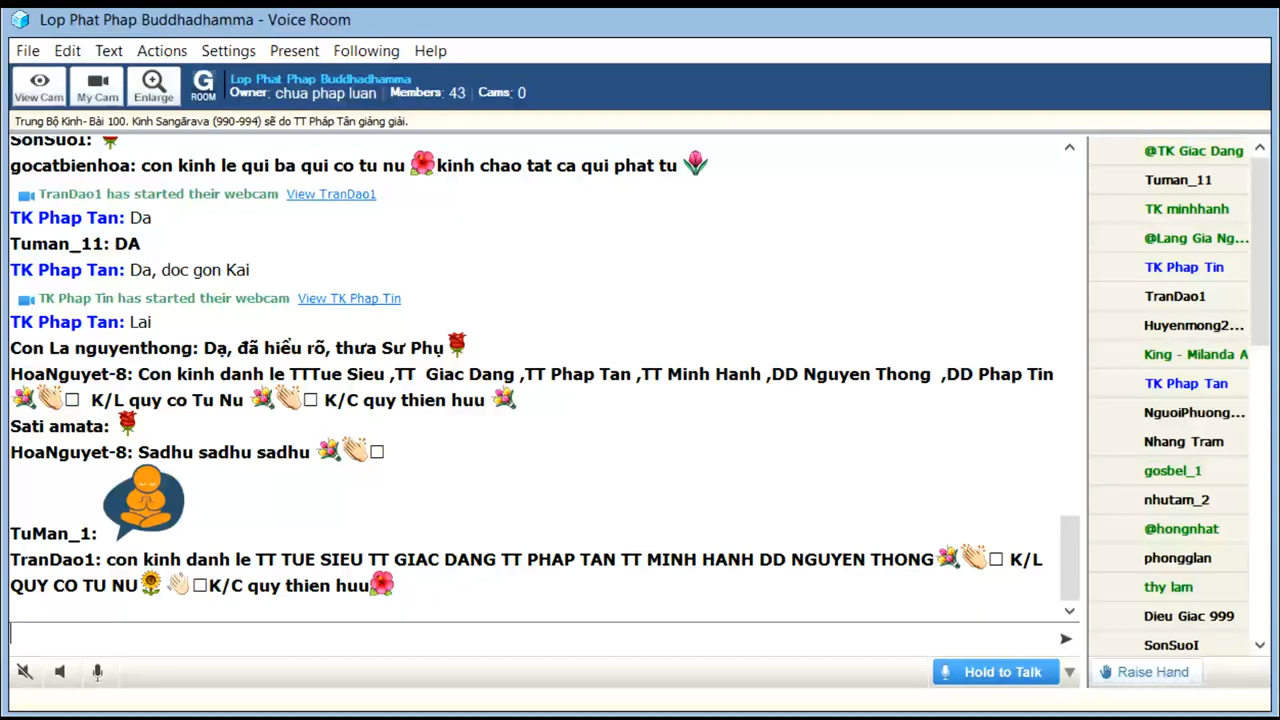 Lop Phat Phap Buddhadhamma - Voice Room
File Edit Text Actions Settings Present Following Help
View Cam My Cam Enlarge G ROOM
Lop Phat Phap Buddhadhamma
Owner: chua phap luan Members: 43 Cams: 0
Trung Bộ Kinh- Bài 100. Kinh Sangārava (990-994) sẽ do TT Pháp Tân giảng giải.
SonSuoI:
gocatbienhoa: con kinh le qui ba qui co tu nu kinh chao tat ca qui phat tu
TranDao1 has started their webcam View TranDao1
TK Phap Tan: Da
Tuman_11: DA
TK Phap Tan: Da, doc gon Kai
TK Phap Tin has started their webcam View TK Phap Tin
TK Phap Tan: Lai
Con La nguyenthong: Dạ, đã hiểu rõ, thưa Sư Phụ
HoaNguyet-8: Con kinh danh le TTTue Sieu ,TT Giac Dang ,TT Phap Tan ,TT Minh Hanh ,DD Nguyen Thong ,DD Phap Tin
K/L quy co Tu Nu K/C quy thien huu
Sati amata:
HoaNguyet-8: Sadhu sadhu sadhu
TuMan_1:
TranDao1: con kinh danh le TT TUE SIEU TT GIAC DANG TT PHAP TAN TT MINH HANH DD NGUYEN THONG K/L
QUY CO TU NU K/C quy thien huu
Hold to Talk
@TK Giac Dang
Tuman_11
TK minhhanh
@Lang Gia Ng...
TK Phap Tin
TranDao1
Huyenmong2...
King - Milanda A
TK Phap Tan
NguoiPhuong...
Nhang Tram
gosbel_1
nhutam_2
@hongnhat
phongglan
thy lam
Dieu Giac 999
SonSuoI
Raise Hand